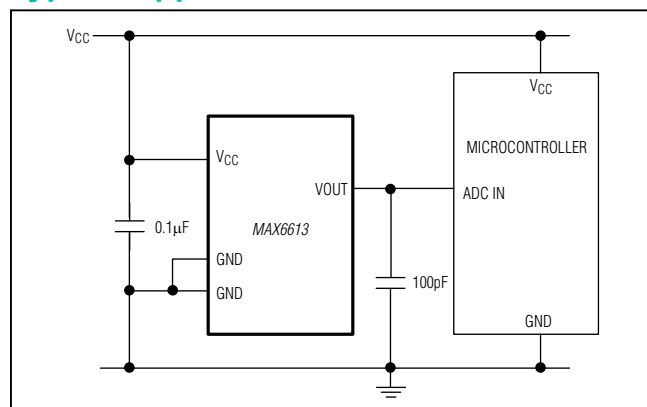 VCC
VCC
VCC
MICROCONTROLLER
VOUT
ADC IN
0.1μF
MAX6613
GND
100pF
GND
GND